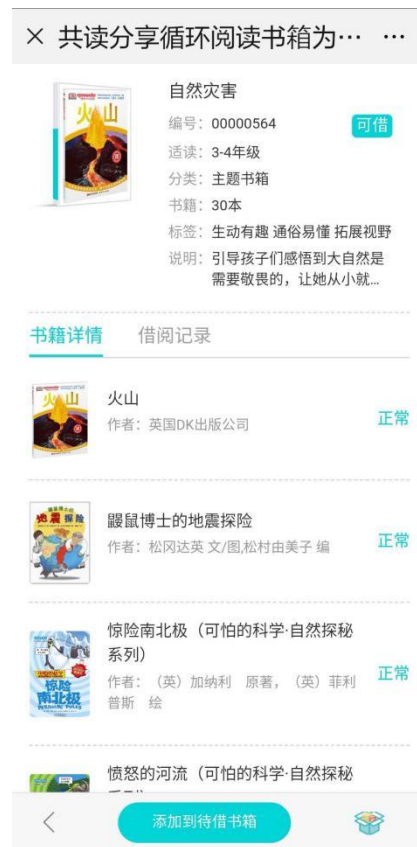 × 共读分享循环阅读书箱为… …
自然灾害
编号：00000564 可借
适读：3-4年级
分类：主题书箱
书籍：30本
标签：生动有趣 通俗易懂 拓展视野
说明：引导孩子们感悟到大自然是
需要敬畏的，让她从小就...
火山
书籍详情 借阅记录
火山
火山
作者：英国DK出版公司
正常
鼹鼠博士的
地震探险
鼹鼠博士的地震探险
作者：松冈达英 文/图,松村由美子 编
正常
惊险
南北极
惊险南北极（可怕的科学·自然探秘
系列）
作者：（英）加纳利 原著，（英）菲利
普斯 绘
正常
愤怒的河流（可怕的科学·自然探秘
添加到待借书箱